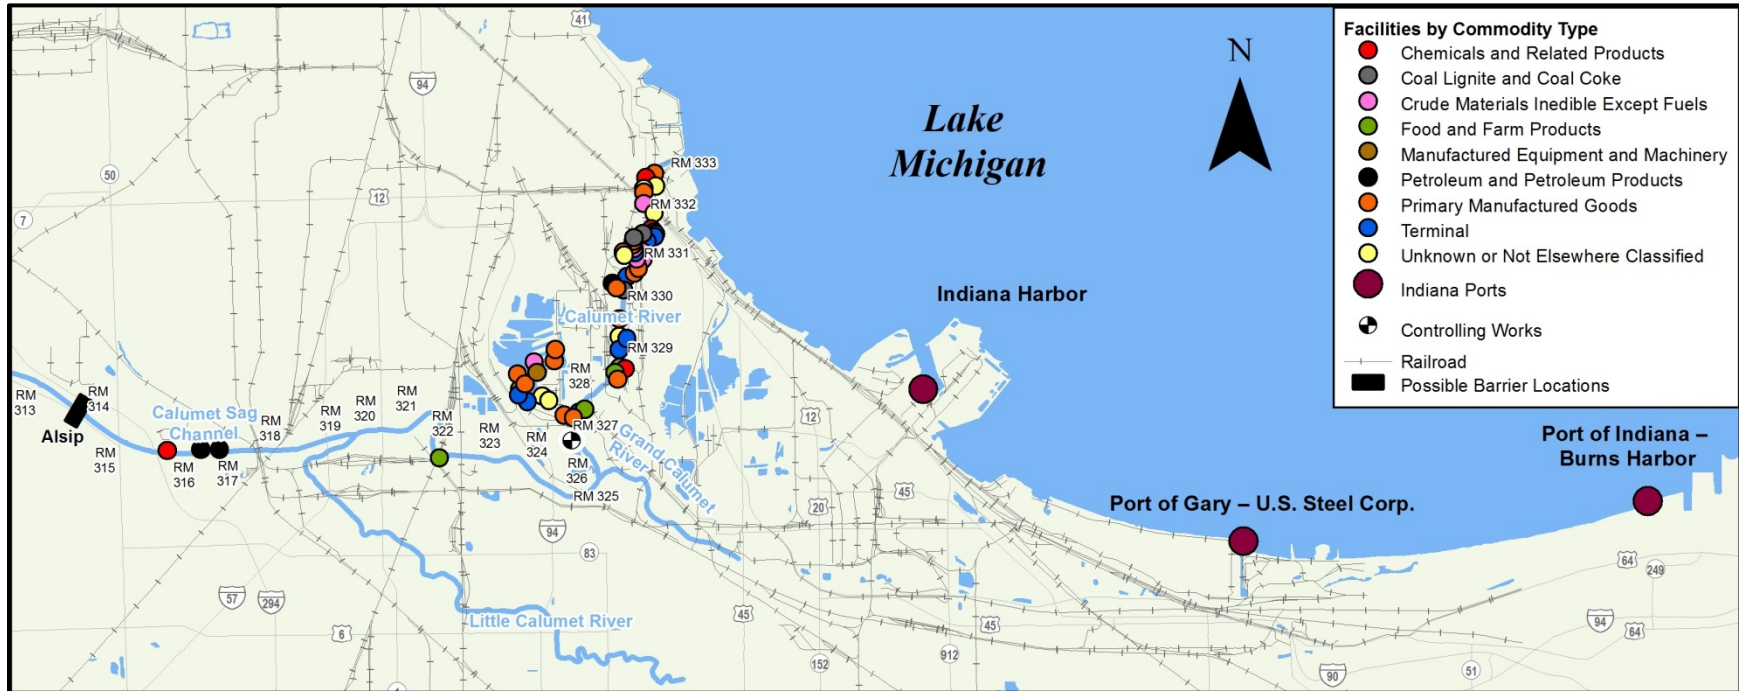 41
94
N
Lake
Michigan
Facilities by Commodity Type
Chemicals and Related Products
Coal Lignite and Coal Coke
Crude Materials Inedible Except Fuels
Food and Farm Products
Manufactured Equipment and Machinery
Petroleum and Petroleum Products
Primary Manufactured Goods
Terminal
Unknown or Not Elsewhere Classified
Indiana Ports
Controlling Works
Railroad
Possible Barrier Locations
50
RM 333
12
RM 332
7
RM 331
RM 330
Indiana Harbor
Calumet River
RM 329
RM
328
RM
313
RM
314
Alsip
Calumet Sag
Channel
RM
315
RM
316
RM
317
RM
318
RM
319
RM
320
RM
321
RM
322
RM
323
RM
324
RM 327
RM
326
RM 325
Grand Calumet
River
12
20
45
94
83
Port of Indiana –
Burns Harbor
Port of Gary – U.S. Steel Corp.
57
294
6
Little Calumet River
45
45
152
912
64
249
94
64
51
90